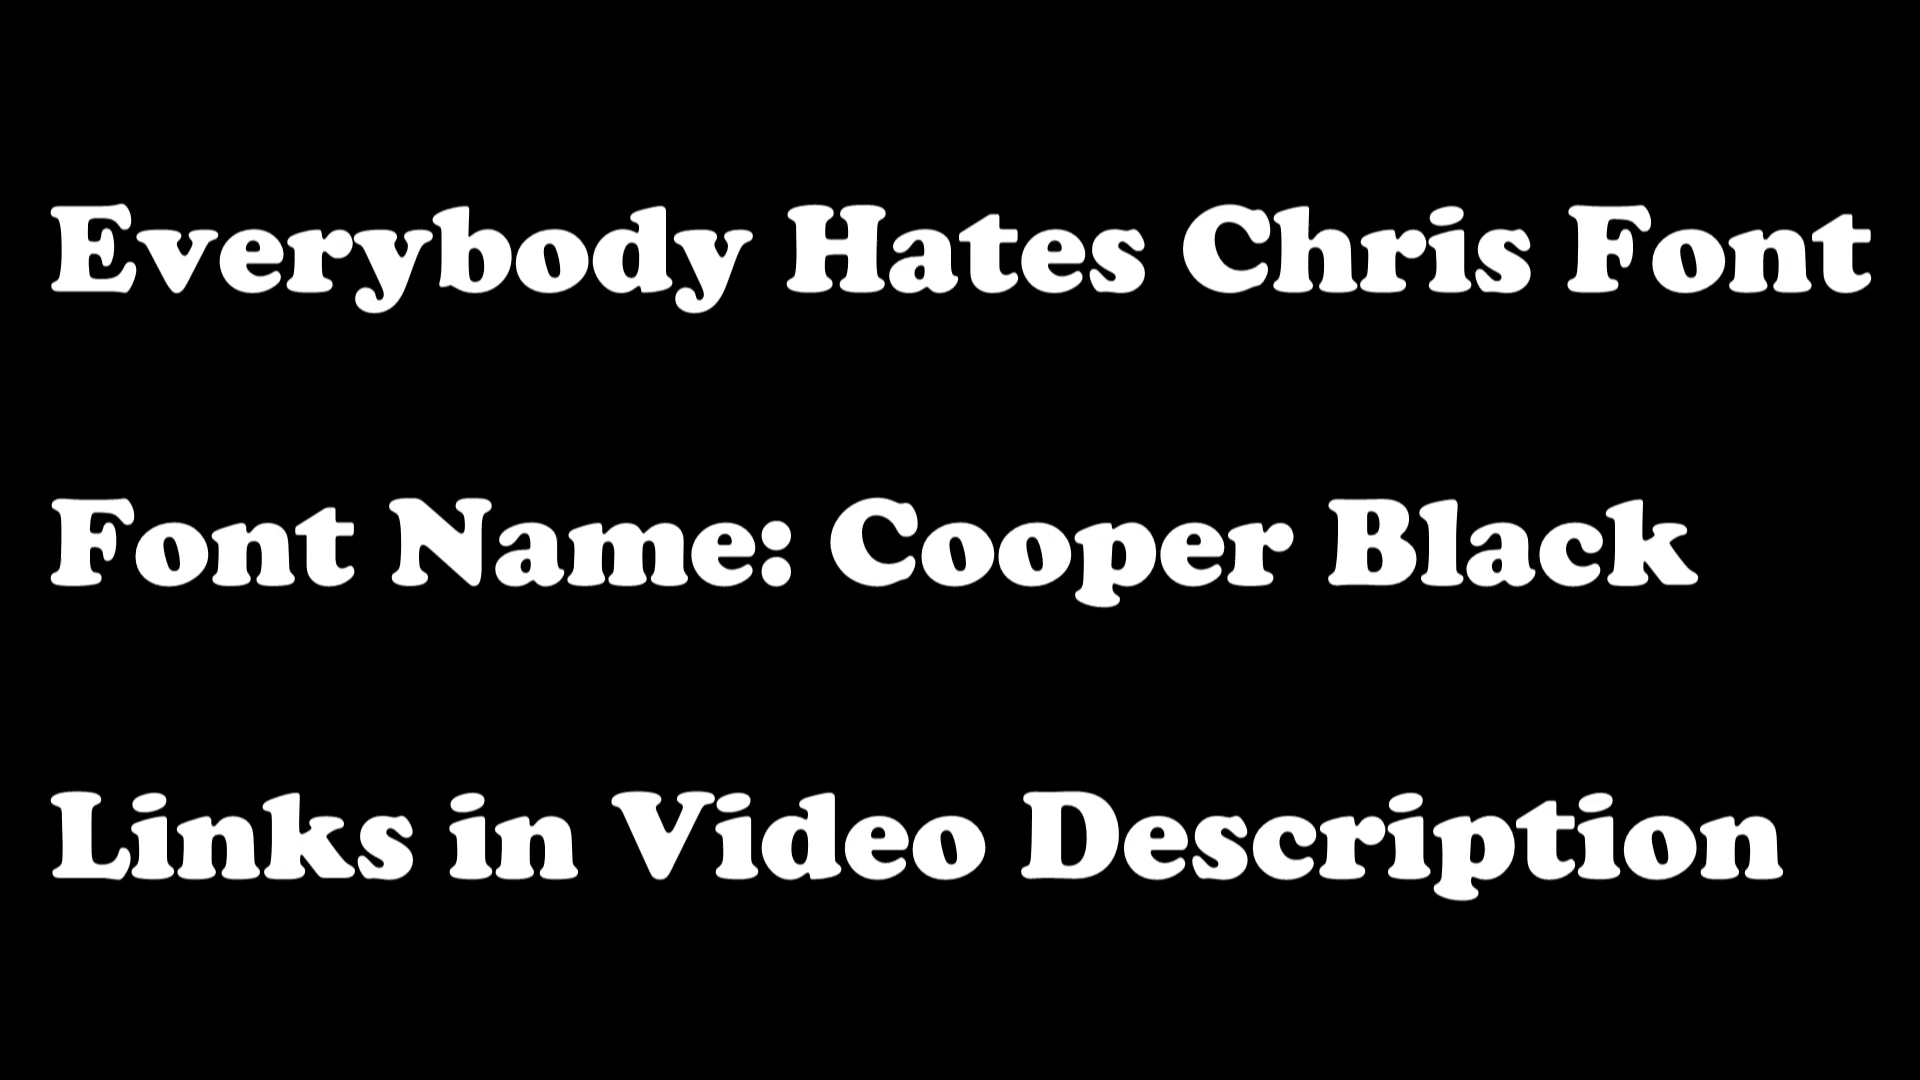 Everybody Hates Chris Font
Font Name: Cooper Black
Links in Video Description